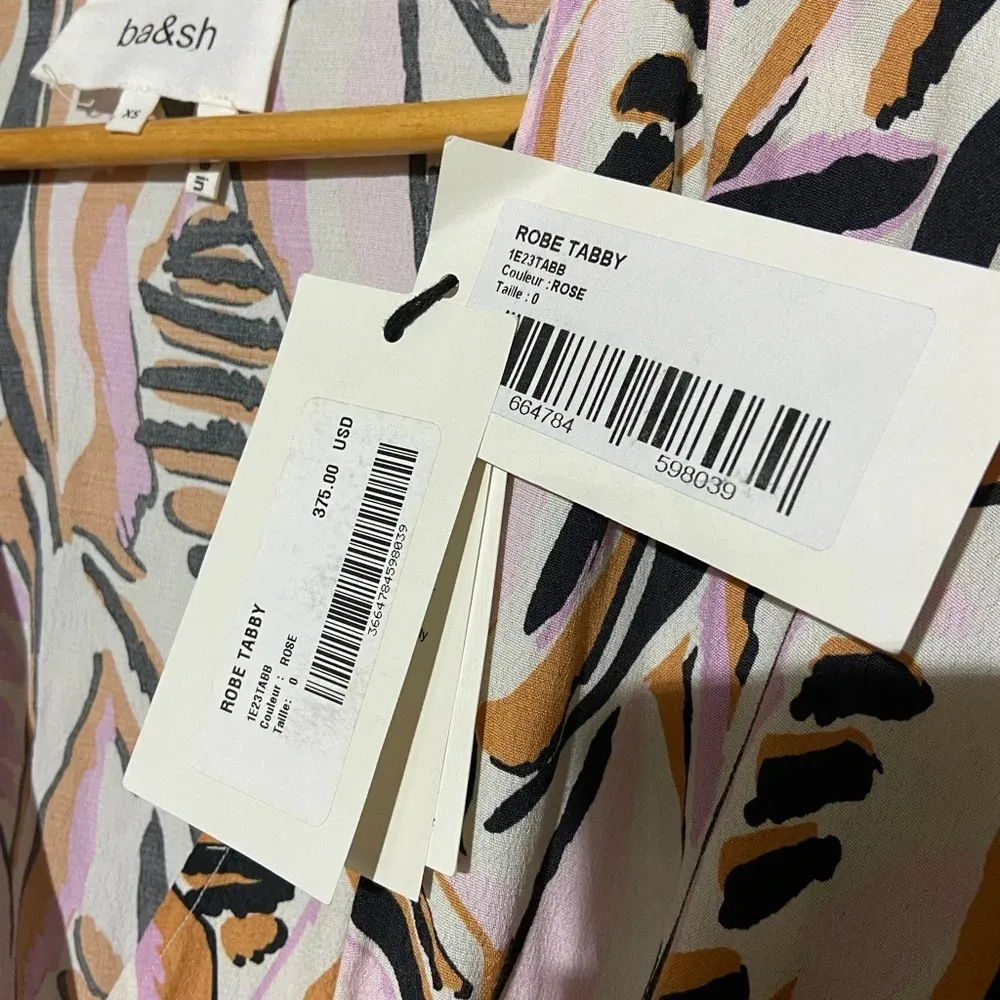 ba&sh
XS
e in
ROBE TABBY
1E23TABB
Couleur :ROSE
Taille : 0
664784
598039
375.00 USD
3664784598039
ROBE TABBY
1E23TABB
Couleur : ROSE
Taille: 0